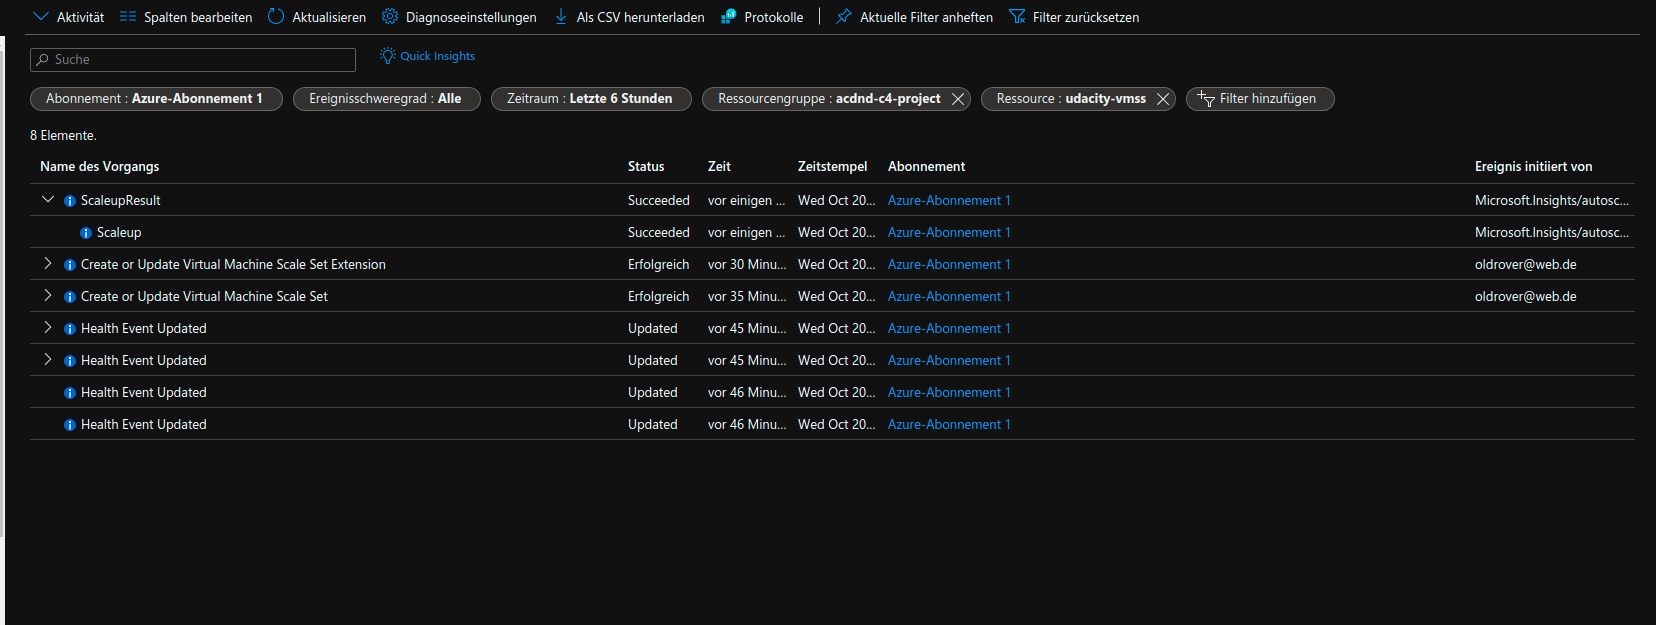 Aktivität Spalten bearbeiten Aktualisieren Diagnoseeinstellungen Als CSV herunterladen Protokolle Aktuelle Filter anheften Filter zurücksetzen
Suche Quick Insights
Abonnement : Azure-Abonnement 1 Ereignisschweregrad : Alle Zeitraum : Letzte 6 Stunden Ressourcengruppe : acdnd-c4-project Ressource : udacity-vmss Filter hinzufügen
8 Elemente.
Name des Vorgangs Status Zeit Zeitstempel Abonnement Ereignis initiiert von
ScaleupResult Succeeded vor einigen ... Wed Oct 20... Azure-Abonnement 1 Microsoft.Insights/autosc...
Scaleup Succeeded vor einigen ... Wed Oct 20... Azure-Abonnement 1 Microsoft.Insights/autosc...
Create or Update Virtual Machine Scale Set Extension Erfolgreich vor 30 Minu... Wed Oct 20... Azure-Abonnement 1 oldrover@web.de
Create or Update Virtual Machine Scale Set Erfolgreich vor 35 Minu... Wed Oct 20... Azure-Abonnement 1 oldrover@web.de
Health Event Updated Updated vor 45 Minu... Wed Oct 20... Azure-Abonnement 1
Health Event Updated Updated vor 45 Minu... Wed Oct 20... Azure-Abonnement 1
Health Event Updated Updated vor 46 Minu... Wed Oct 20... Azure-Abonnement 1
Health Event Updated Updated vor 46 Minu... Wed Oct 20... Azure-Abonnement 1